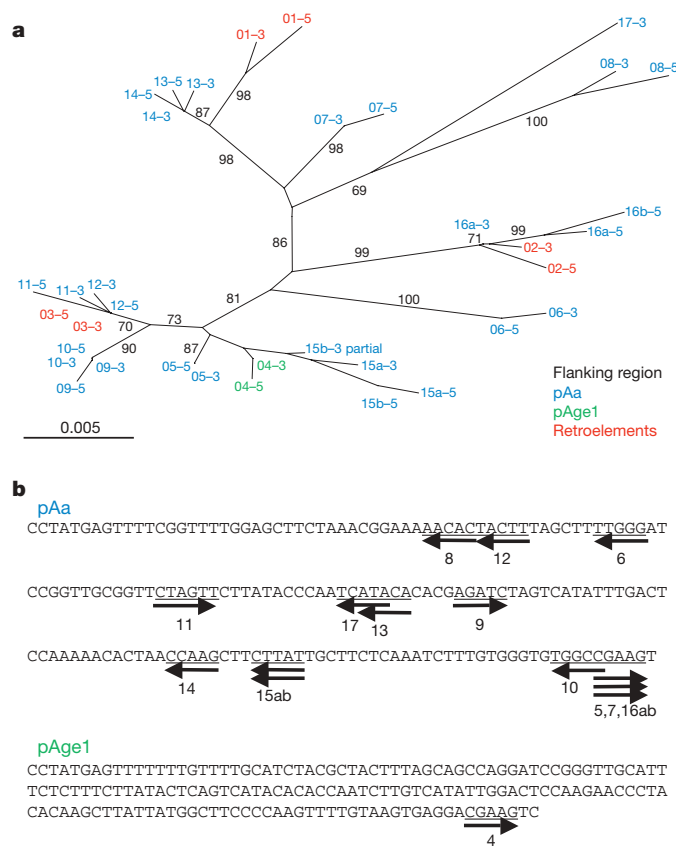 a
01–5
01–3
17–3
13–5
13–3
08–3
14–5
08–5
98
87
14–3
07–5
07–3
98
100
98
69
16b–5
86
16a–3
99
99
71
16a–5
02–3
02–5
11–5
12–3
81
100
11–3
06–3
12–5
03–5
73
03–3
70
06–5
10–5
90
87
15b–3 partial
10–3
09–3
05–5
04–3
15a–3
Flanking region
05–3
09–5
04–5
15a–5
pAa
15b–5
pAge1
0.005
Retroelements
b
pAa
CCTATGAGTTTTCGGTTTTGGAGCTTCTAAACGGAAAAACACTACTTTAGCTTTTGGGAT
8
12
6
CCGGTTGCGGTTCTAGTTCTTATACCCAATCATACACACGAGATCTAGTCATATTTGACT
11
17
13
9
CCAAAAACACTAACCAAGCTTCTTATTGCTTCTCAAATCTTTGTGGGTGTGGCCGAAGT
14
15ab
10
5,7,16ab
pAge1
CCTATGAGTTTTTTTGTTTTGCATCTACGCTACTTTAGCAGCCAGGATCCGGGTTGCATT
TCTCTTTCTTATACTCAGTCATACACACCAATCTTGTCATATTGGACTCCAAGAACCCTA
CACAAGCTTATTATGGCTTCCCCAAGTTTTGTAAGTGAGGACGAAGTC
4